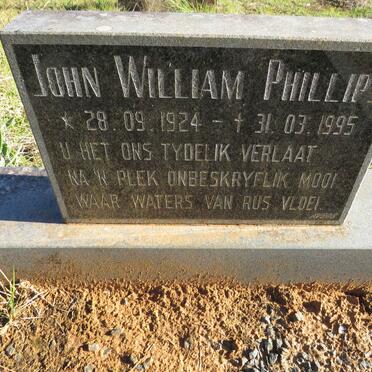 JOHN WILLIAM PHILLIP
* 28.09.1924 - † 31.03.1995
U HET ONS TYDELIK VERLAAT
NA 'N PLEK ONBESKRYFLIK MOOI
WAAR WATERS VAN RUS VLOEI.